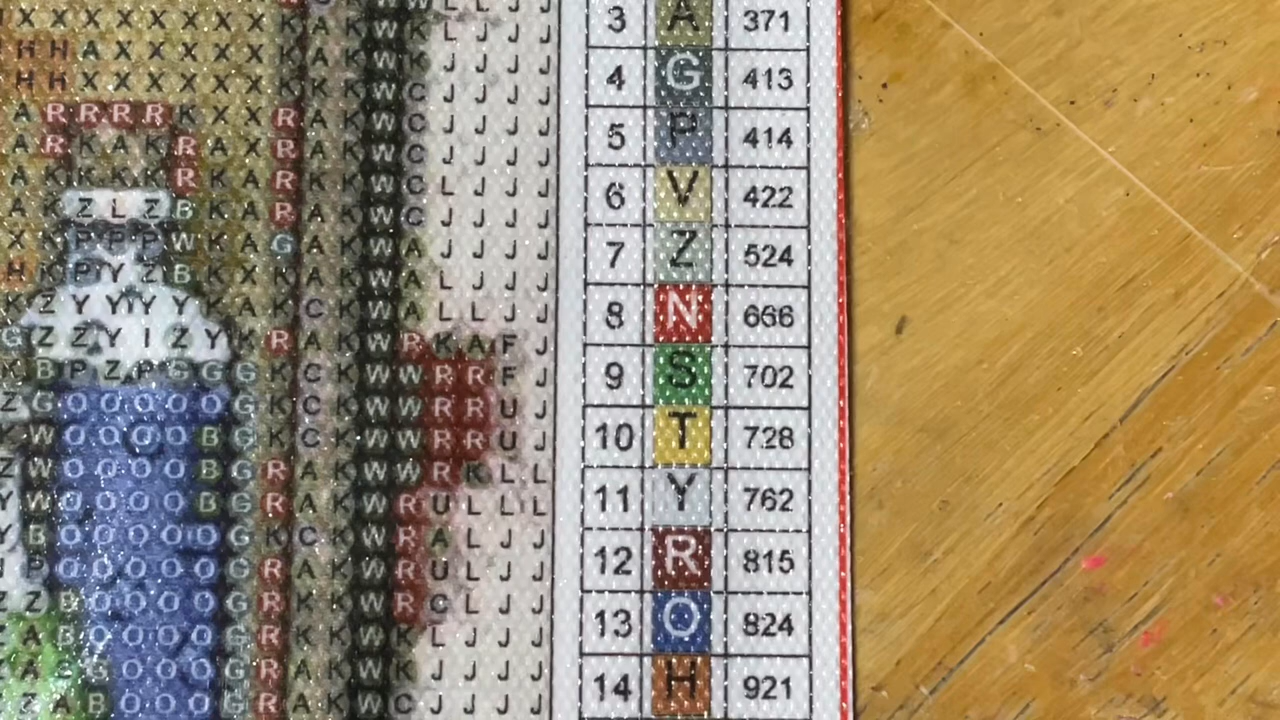 X X X X X X X X K A K W K L J J J
H H A X X X X X K A K W K J J J J
H H X X X X X X K K K W C J J J J
A R R R R K X X R A K W C J J J J
A R K A K R A X R A K W C J J J J
A K K K K R K A R K K W C L J J J
A K Z L Z B K A R A K W C J J J J
X K P P P W K A G A K W A J J J J
H K P Y Z B K X K A K W A L J J J
K Z Y Y Y Y K A K C K W A L L J J
G Z Z Y I Z Y K R A K W R K A F J
K B P Z P G G G K C K W W R R F J
Z G O O O O O G K C K W W R R U J
K W O O O O B G K C K W W R R U J
Z W O O O O B G R A K W W R K L L
Y W O O O O B G R A K W R U L L L
Y B O O O O O G K C K W R A L J J
N P O O O O O G R A K W R U L J J
Z Z B O O O O G R K K W R C L J J
Z A B O O O O G R K K W K L J J J
Z A G G O O O G R A K W K J J J J
Z Z A B O O O G R A K W C J J J J
3 A 371
4 G 413
5 P 414
6 V 422
7 Z 524
8 N 666
9 S 702
10 T 728
11 Y 762
12 R 815
13 O 824
14 H 921